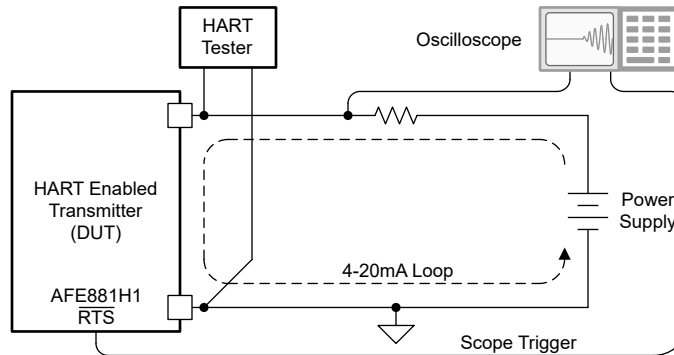 HART
Tester
Oscilloscope
HART Enabled
Transmitter
(DUT)
Power
Supply
4-20mA Loop
AFE881H1
RTS
Scope Trigger